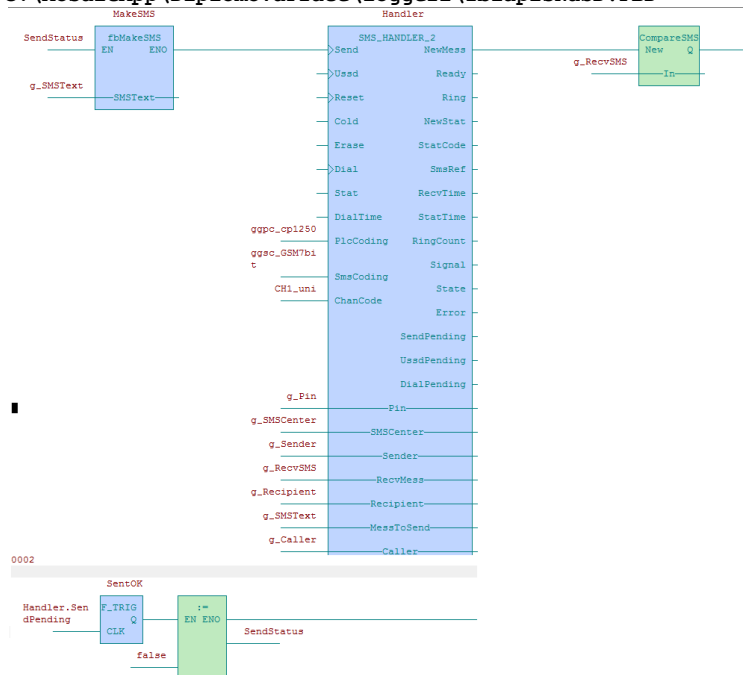 MakeSMS
Handler
SendStatus
fbMakeSMS
EN ENO
g_SMSText
SMSText
SMS_HANDLER_2
Send NewMess
Ussd Ready
Reset Ring
Cold NewStat
Erase StatCode
Dial SmsRef
Stat RecvTime
DialTime StatTime
ggpc_cp1250
PlcCoding RingCount
ggsc_GSM7bi
t
Signal
SmsCoding
State
CH1_uni
ChanCode
Error
SendPending
UssdPending
DialPending
g_Pin
Pin
g_SMSCenter
SMSCenter
g_Sender
Sender
g_RecvSMS
RecvMess
g_Recipient
Recipient
g_SMSText
MessToSend
g_Caller
Caller
CompareSMS
New Q
g_RecvSMS
In
0002
SentOK
Handler.Sen
dPending
F_TRIG
Q
CLK
:=
EN ENO
SendStatus
false